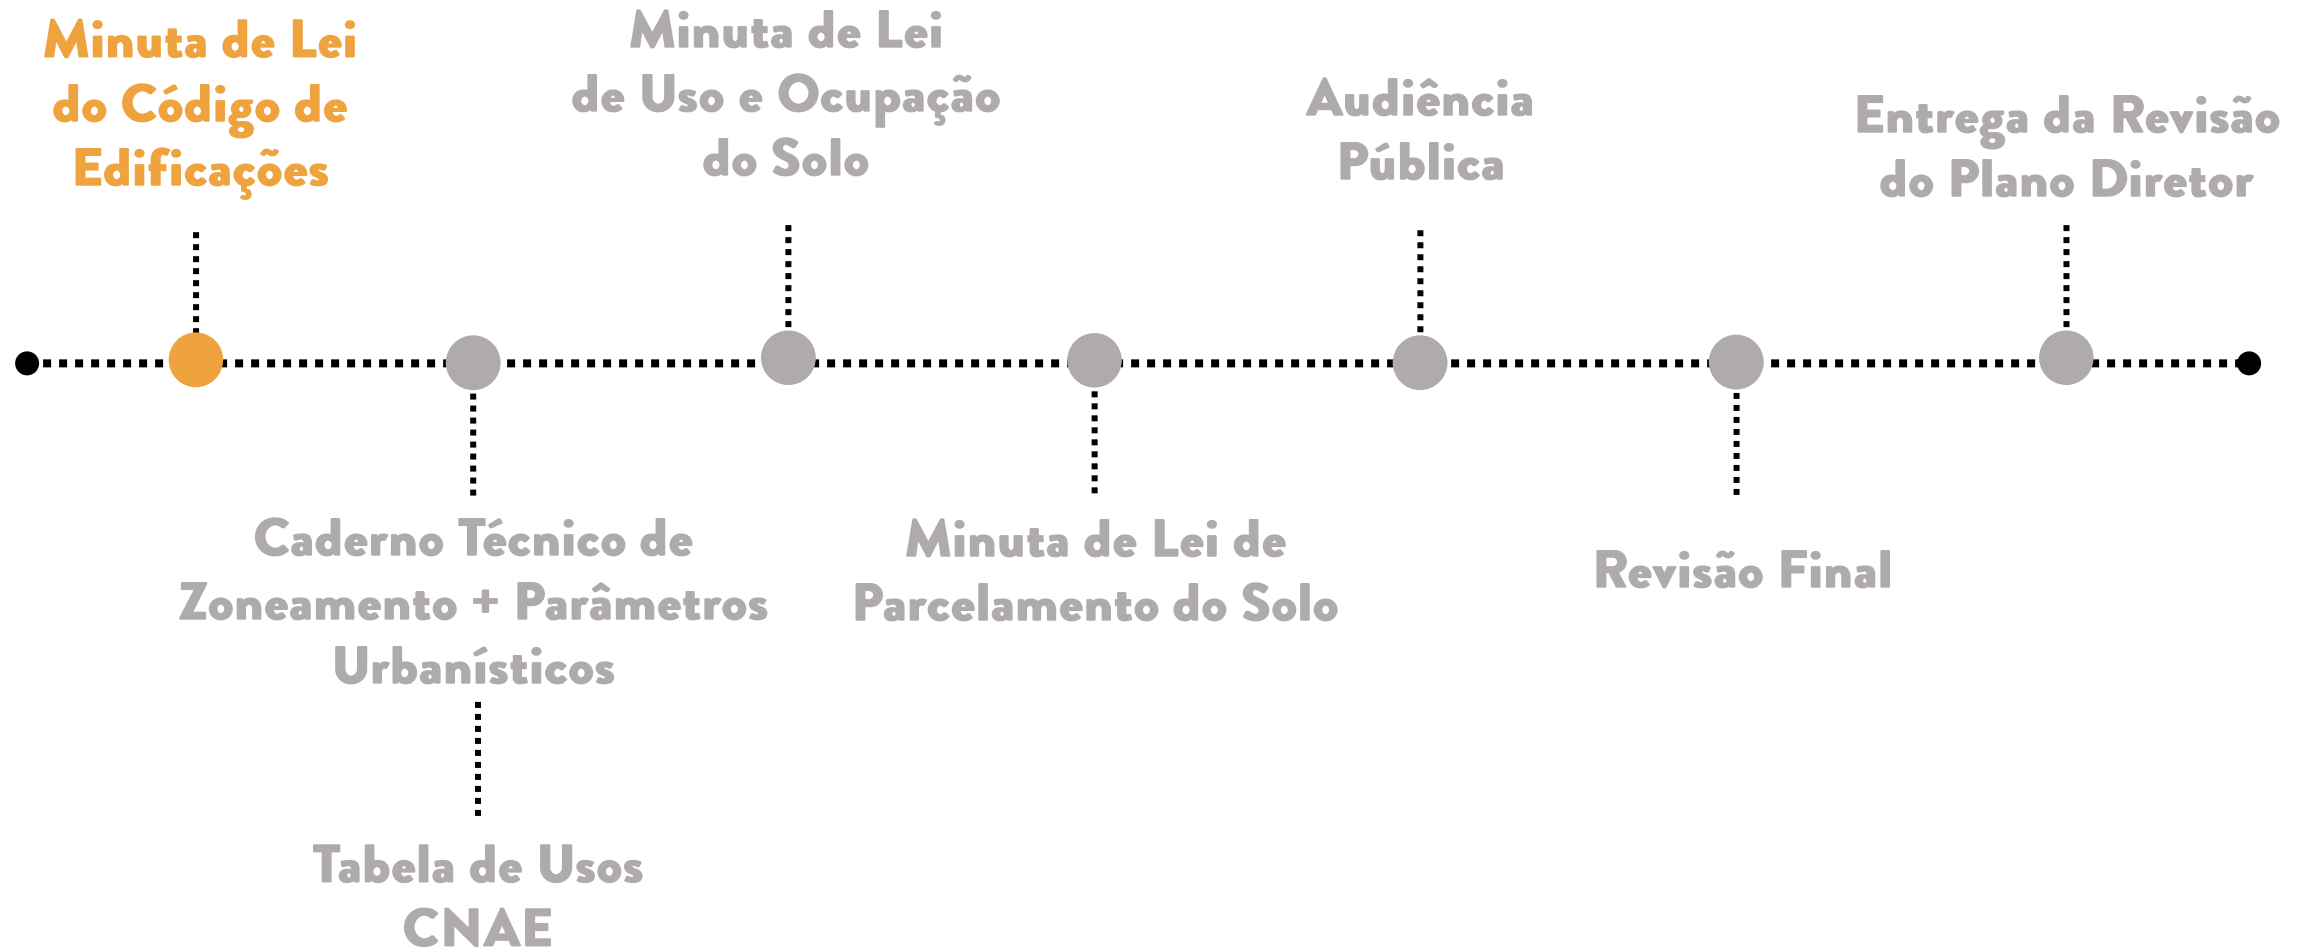 Minuta de Lei
do Código de
Edificações
Caderno Técnico de
Zoneamento + Parâmetros
Urbanísticos
Tabela de Usos
CNAE
Minuta de Lei
de Uso e Ocupação
do Solo
Minuta de Lei de
Parcelamento do Solo
Audiência
Pública
Revisão Final
Entrega da Revisão
do Plano Diretor